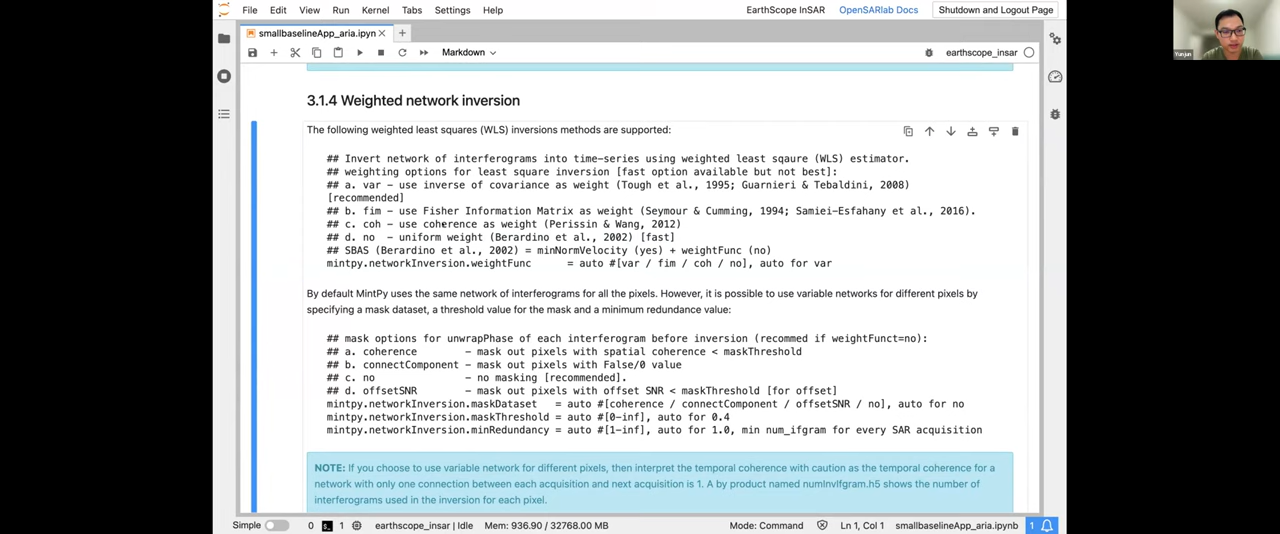 File Edit View Run Kernel Tabs Settings Help EarthScope InSAR OpenSARlab Docs Shutdown and Logout Page
smallbaselineApp_aria.ipyn
Markdown earthscope_insar
Yunjun
3.1.4 Weighted network inversion
The following weighted least squares (WLS) inversions methods are supported:
## Invert network of interferograms into time-series using weighted least sqaure (WLS) estimator.
## weighting options for least square inversion [fast option available but not best]:
## a. var - use inverse of covariance as weight (Tough et al., 1995; Guarnieri & Tebaldini, 2008)
[recommended]
## b. fim - use Fisher Information Matrix as weight (Seymour & Cumming, 1994; Samiei-Esfahany et al., 2016).
## c. coh - use coherence as weight (Perissin & Wang, 2012)
## d. no - uniform weight (Berardino et al., 2002) [fast]
## SBAS (Berardino et al., 2002) = minNormVelocity (yes) + weightFunc (no)
mintpy.networkInversion.weightFunc = auto #[var / fim / coh / no], auto for var
By default MintPy uses the same network of interferograms for all the pixels. However, it is possible to use variable networks for different pixels by
specifying a mask dataset, a threshold value for the mask and a minimum redundance value:
## mask options for unwrapPhase of each interferogram before inversion (recommed if weightFunct=no):
## a. coherence - mask out pixels with spatial coherence < maskThreshold
## b. connectComponent - mask out pixels with False/0 value
## c. no - no masking [recommended].
## d. offsetSNR - mask out pixels with offset SNR < maskThreshold [for offset]
mintpy.networkInversion.maskDataset = auto #[coherence / connectComponent / offsetSNR / no], auto for no
mintpy.networkInversion.maskThreshold = auto #[0-inf], auto for 0.4
mintpy.networkInversion.minRedundancy = auto #[1-inf], auto for 1.0, min num_ifgram for every SAR acquisition
NOTE: If you choose to use variable network for different pixels, then interpret the temporal coherence with caution as the temporal coherence for a
network with only one connection between each acquisition and next acquisition is 1. A by product named numInvIfgram.h5 shows the number of
interferograms used in the inversion for each pixel.
Simple 0 1 earthscope_insar | Idle Mem: 936.90 / 32768.00 MB Mode: Command Ln 1, Col 1 smallbaselineApp_aria.ipynb 1